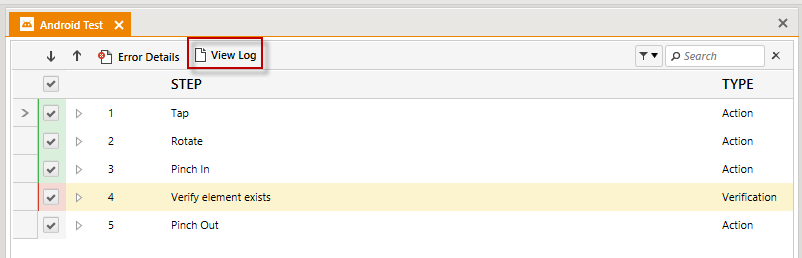 Android Test
Error Details View Log Search
STEP TYPE
1 Tap Action
2 Rotate Action
3 Pinch In Action
4 Verify element exists Verification
5 Pinch Out Action